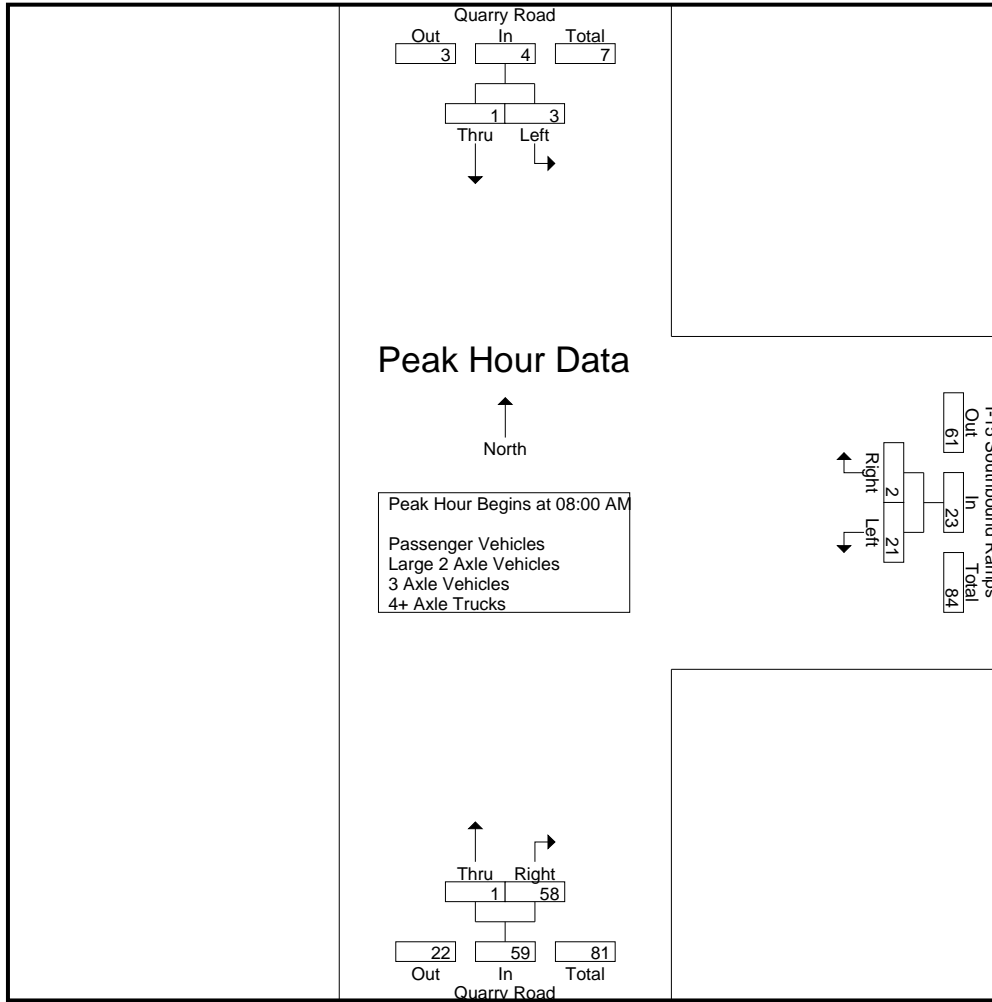 Quarry Road
Out In Total
3 4 7
1 3
Thru Left
Peak Hour Data
North
Peak Hour Begins at 08:00 AM
Passenger Vehicles
Large 2 Axle Vehicles
3 Axle Vehicles
4+ Axle Trucks
I-15 Southbound Ramps
Out In Total
61 23 84
Right Left
2 21
Thru Right
1 58
22 59 81
Out In Total
Quarry Road